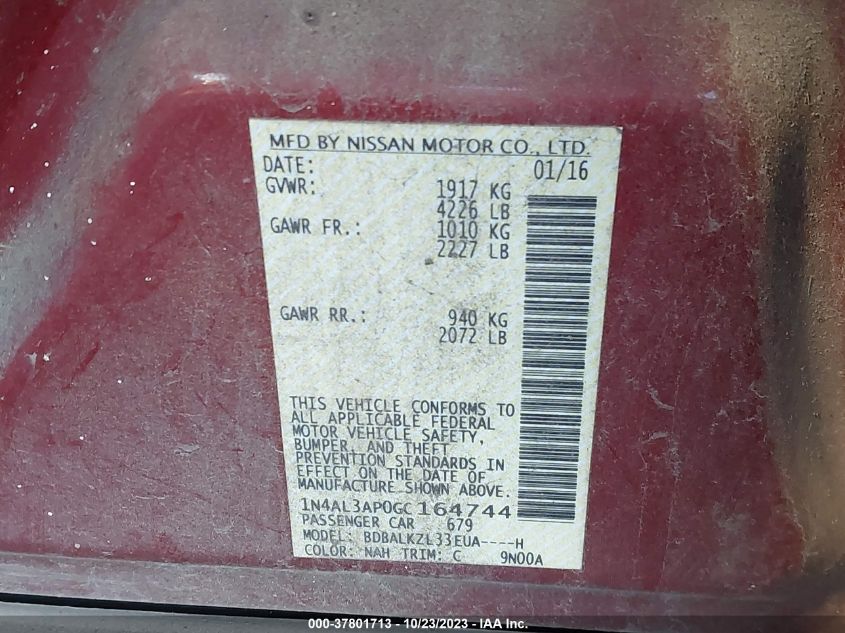 MFD BY NISSAN MOTOR CO., LTD.
DATE: 01/16
GVWR: 1917 KG
4226 LB
GAWR FR.: 1010 KG
2227 LB
GAWR RR.: 940 KG
2072 LB
THIS VEHICLE CONFORMS TO
ALL APPLICABLE FEDERAL
MOTOR VEHICLE SAFETY,
BUMPER, AND THEFT
PREVENTION STANDARDS IN
EFFECT ON THE DATE OF
MANUFACTURE SHOWN ABOVE.
1N4AL3AP0GC164744
PASSENGER CAR 679
MODEL: BDBALKZL33EUA----H
COLOR: NAH TRIM: C 9N00A
000-37801713 - 10/23/2023 - IAA Inc.